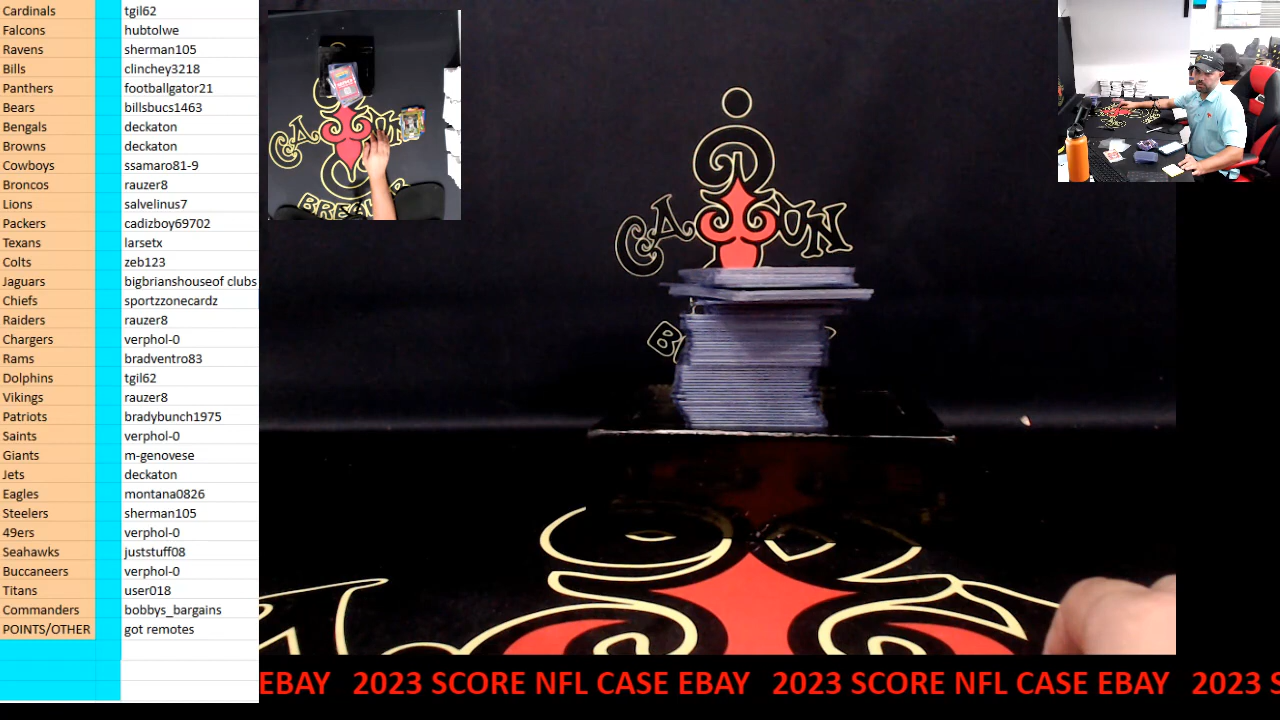 Cardinals tgil62
Falcons hubtolwe
Ravens sherman105
Bills clinchey3218
Panthers footballgator21
Bears billsbucs1463
Bengals deckaton
Browns deckaton
Cowboys ssamaro81-9
Broncos rauzer8
Lions salvelinus7
Packers cadizboy69702
Texans larsetx
Colts zeb123
Jaguars bigbrianshouseof clubs
Chiefs sportzzonecardz
Raiders rauzer8
Chargers verphol-0
Rams bradventro83
Dolphins tgil62
Vikings rauzer8
Patriots bradybunch1975
Saints verphol-0
Giants m-genovese
Jets deckaton
Eagles montana0826
Steelers sherman105
49ers verphol-0
Seahawks juststuff08
Buccaneers verphol-0
Titans user018
Commanders bobbys_bargains
POINTS/OTHER got remotes
CAJUN
B
EBAY 2023 SCORE NFL CASE EBAY 2023 SCORE NFL CASE EBAY 2023 S